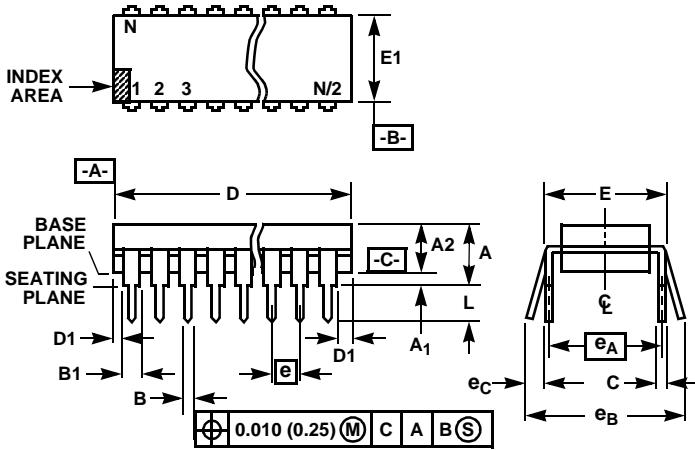 N
E1
INDEX
AREA
1 2 3 N/2
-B-
-A-
D
E
BASE
PLANE
A2
A
-C-
SEATING
PLANE
L
CL
D1
A1
D1
eA
B1
e
eC
C
B
eB
0.010 (0.25) M C A B S